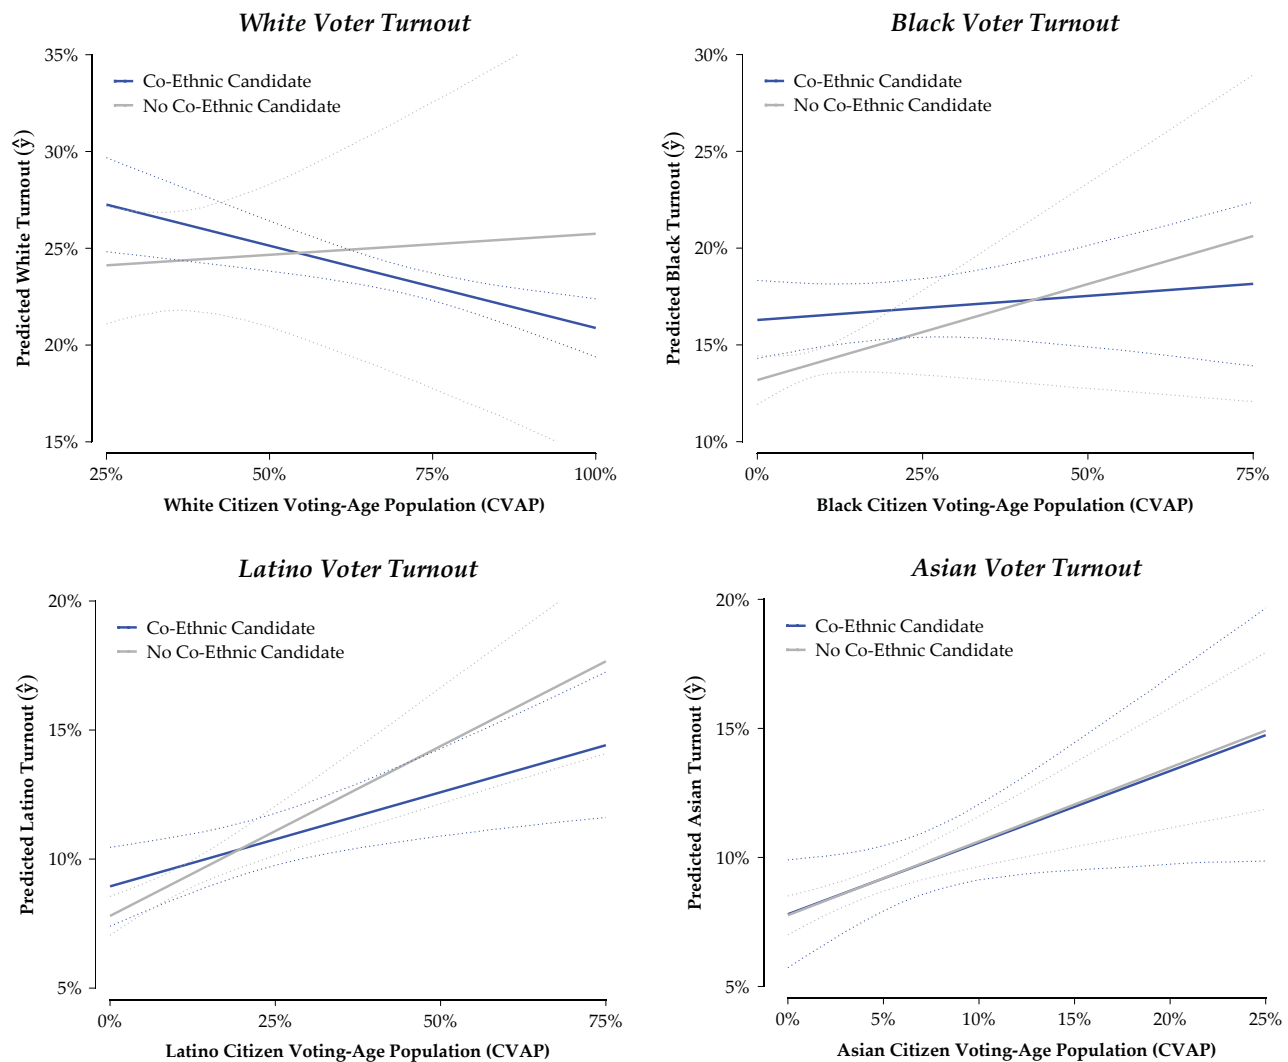 White Voter Turnout
35%
30%
25%
20%
15%
Predicted White Turnout (ŷ)
Co-Ethnic Candidate
No Co-Ethnic Candidate
25%
50%
75%
100%
White Citizen Voting-Age Population (CVAP)
Black Voter Turnout
30%
25%
20%
15%
10%
Predicted Black Turnout (ŷ)
Co-Ethnic Candidate
No Co-Ethnic Candidate
0%
25%
50%
75%
Black Citizen Voting-Age Population (CVAP)
Latino Voter Turnout
20%
15%
10%
5%
Predicted Latino Turnout (ŷ)
Co-Ethnic Candidate
No Co-Ethnic Candidate
0%
25%
50%
75%
Latino Citizen Voting-Age Population (CVAP)
Asian Voter Turnout
20%
15%
10%
5%
Predicted Asian Turnout (ŷ)
Co-Ethnic Candidate
No Co-Ethnic Candidate
0%
5%
10%
15%
20%
25%
Asian Citizen Voting-Age Population (CVAP)